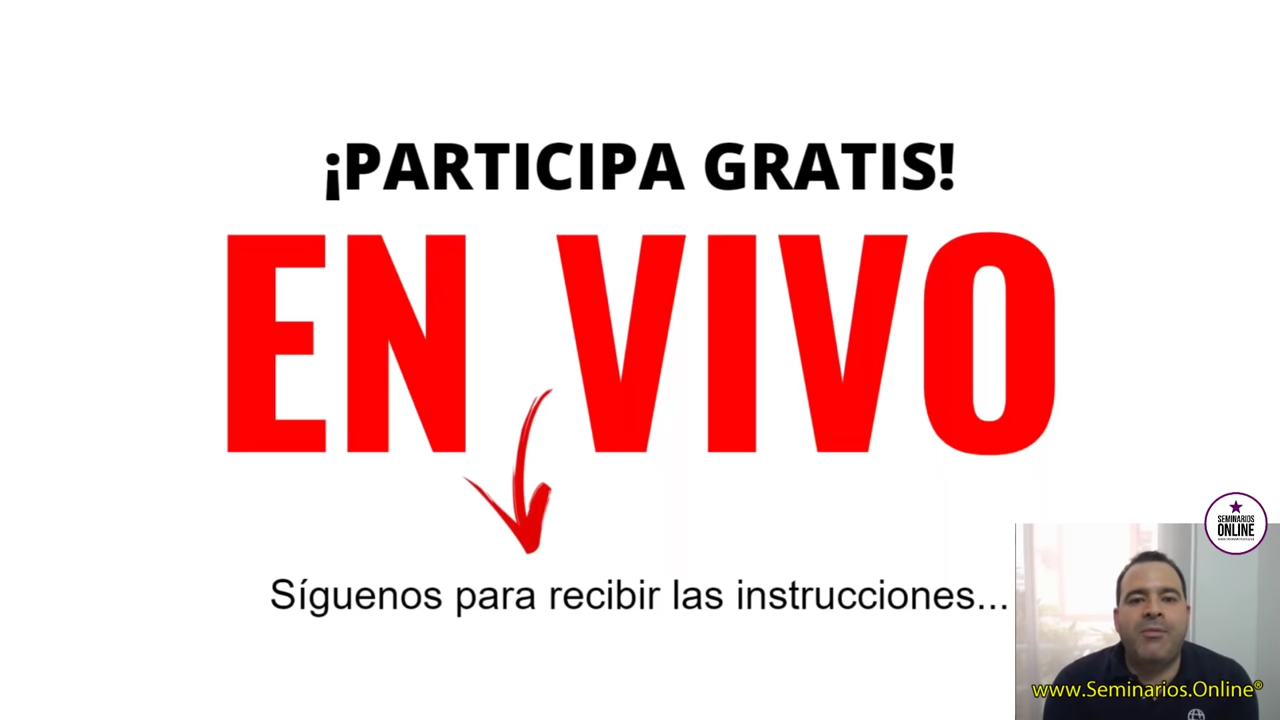 ¡PARTICIPA GRATIS!
EN VIVO
Síguenos para recibir las instrucciones...
SEMINARIOS
ONLINE
www.Seminarios.Online®